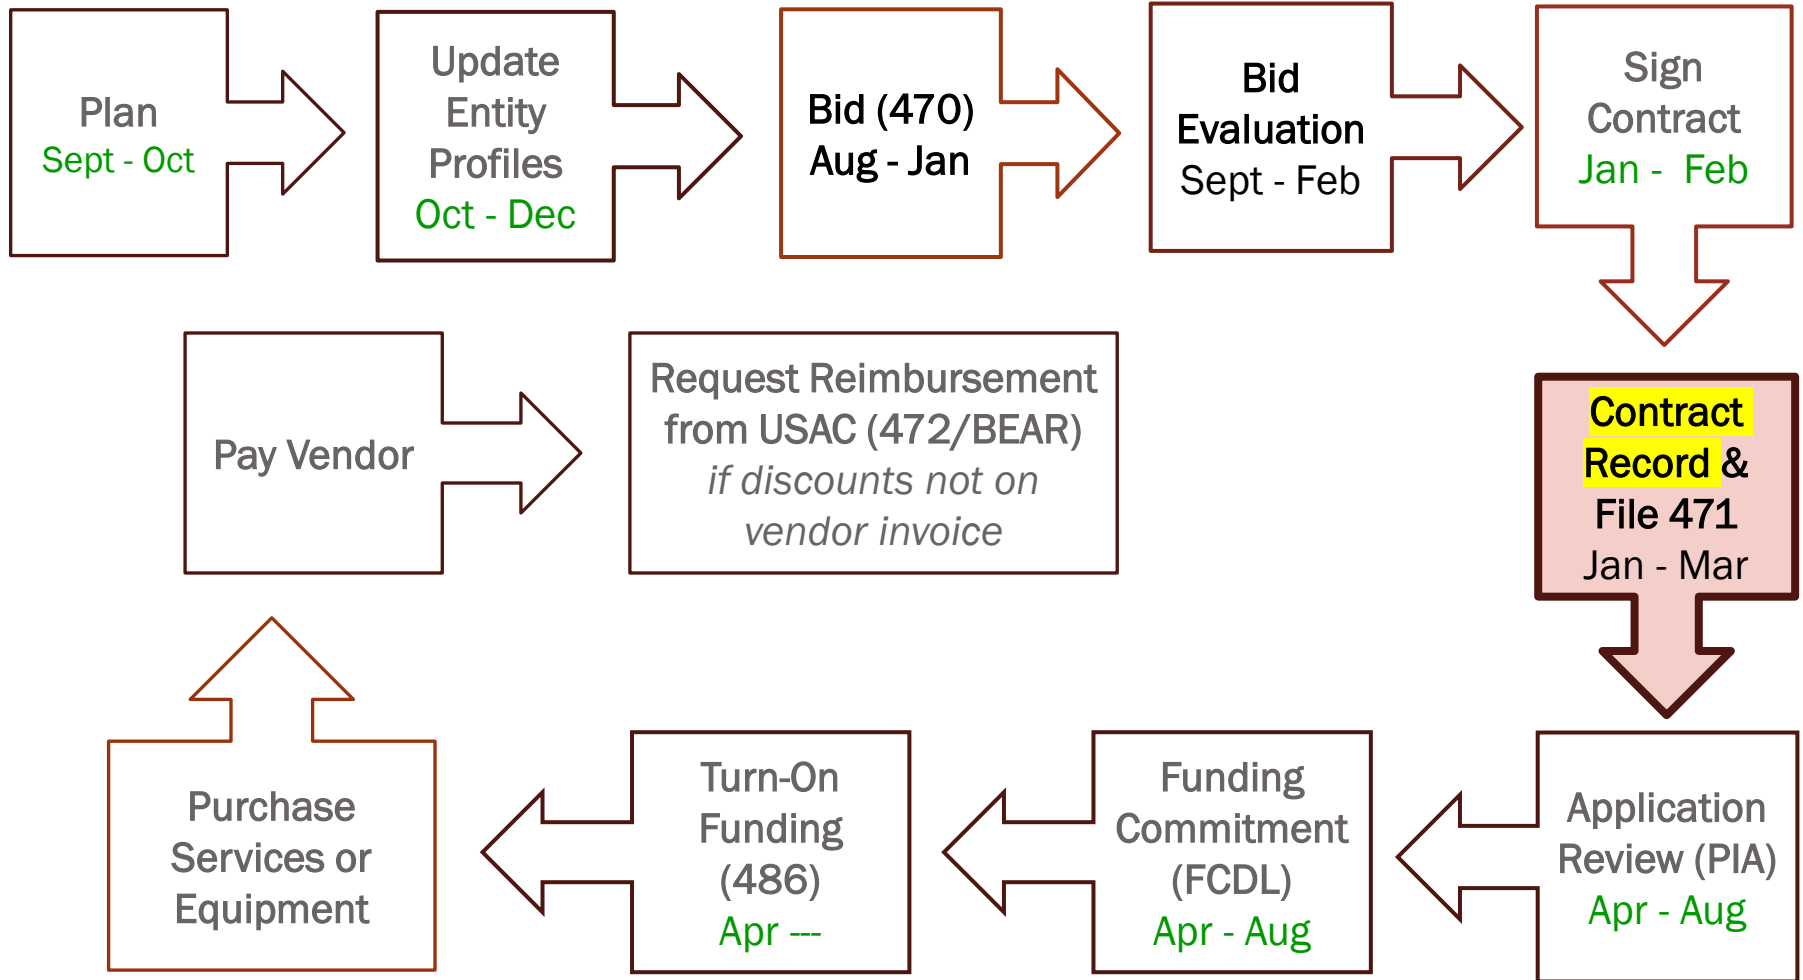 Plan
Sept - Oct
Update
Entity
Profiles
Oct - Dec
Bid (470)
Aug - Jan
Bid
Evaluation
Sept - Feb
Sign
Contract
Jan -  Feb
Contract
Record &
File 471
Jan - Mar
Application
Review (PIA)
Apr - Aug
Funding
Commitment
(FCDL)
Apr - Aug
Turn-On
Funding
(486)
Apr ---
Purchase
Services or
Equipment
Pay Vendor
Request Reimbursement
from USAC (472/BEAR)
if discounts not on
vendor invoice